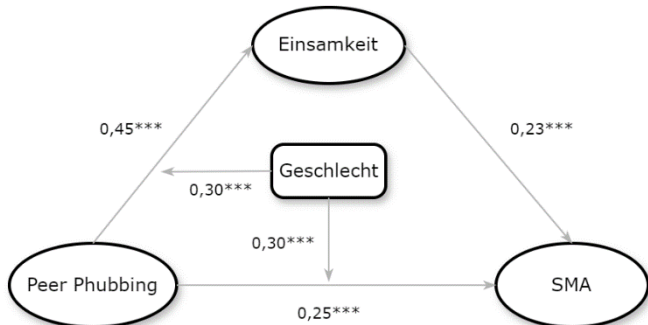 Einsamkeit
0,45***
0,23***
Geschlecht
0,30***
0,30***
Peer Phubbing
SMA
0,25***